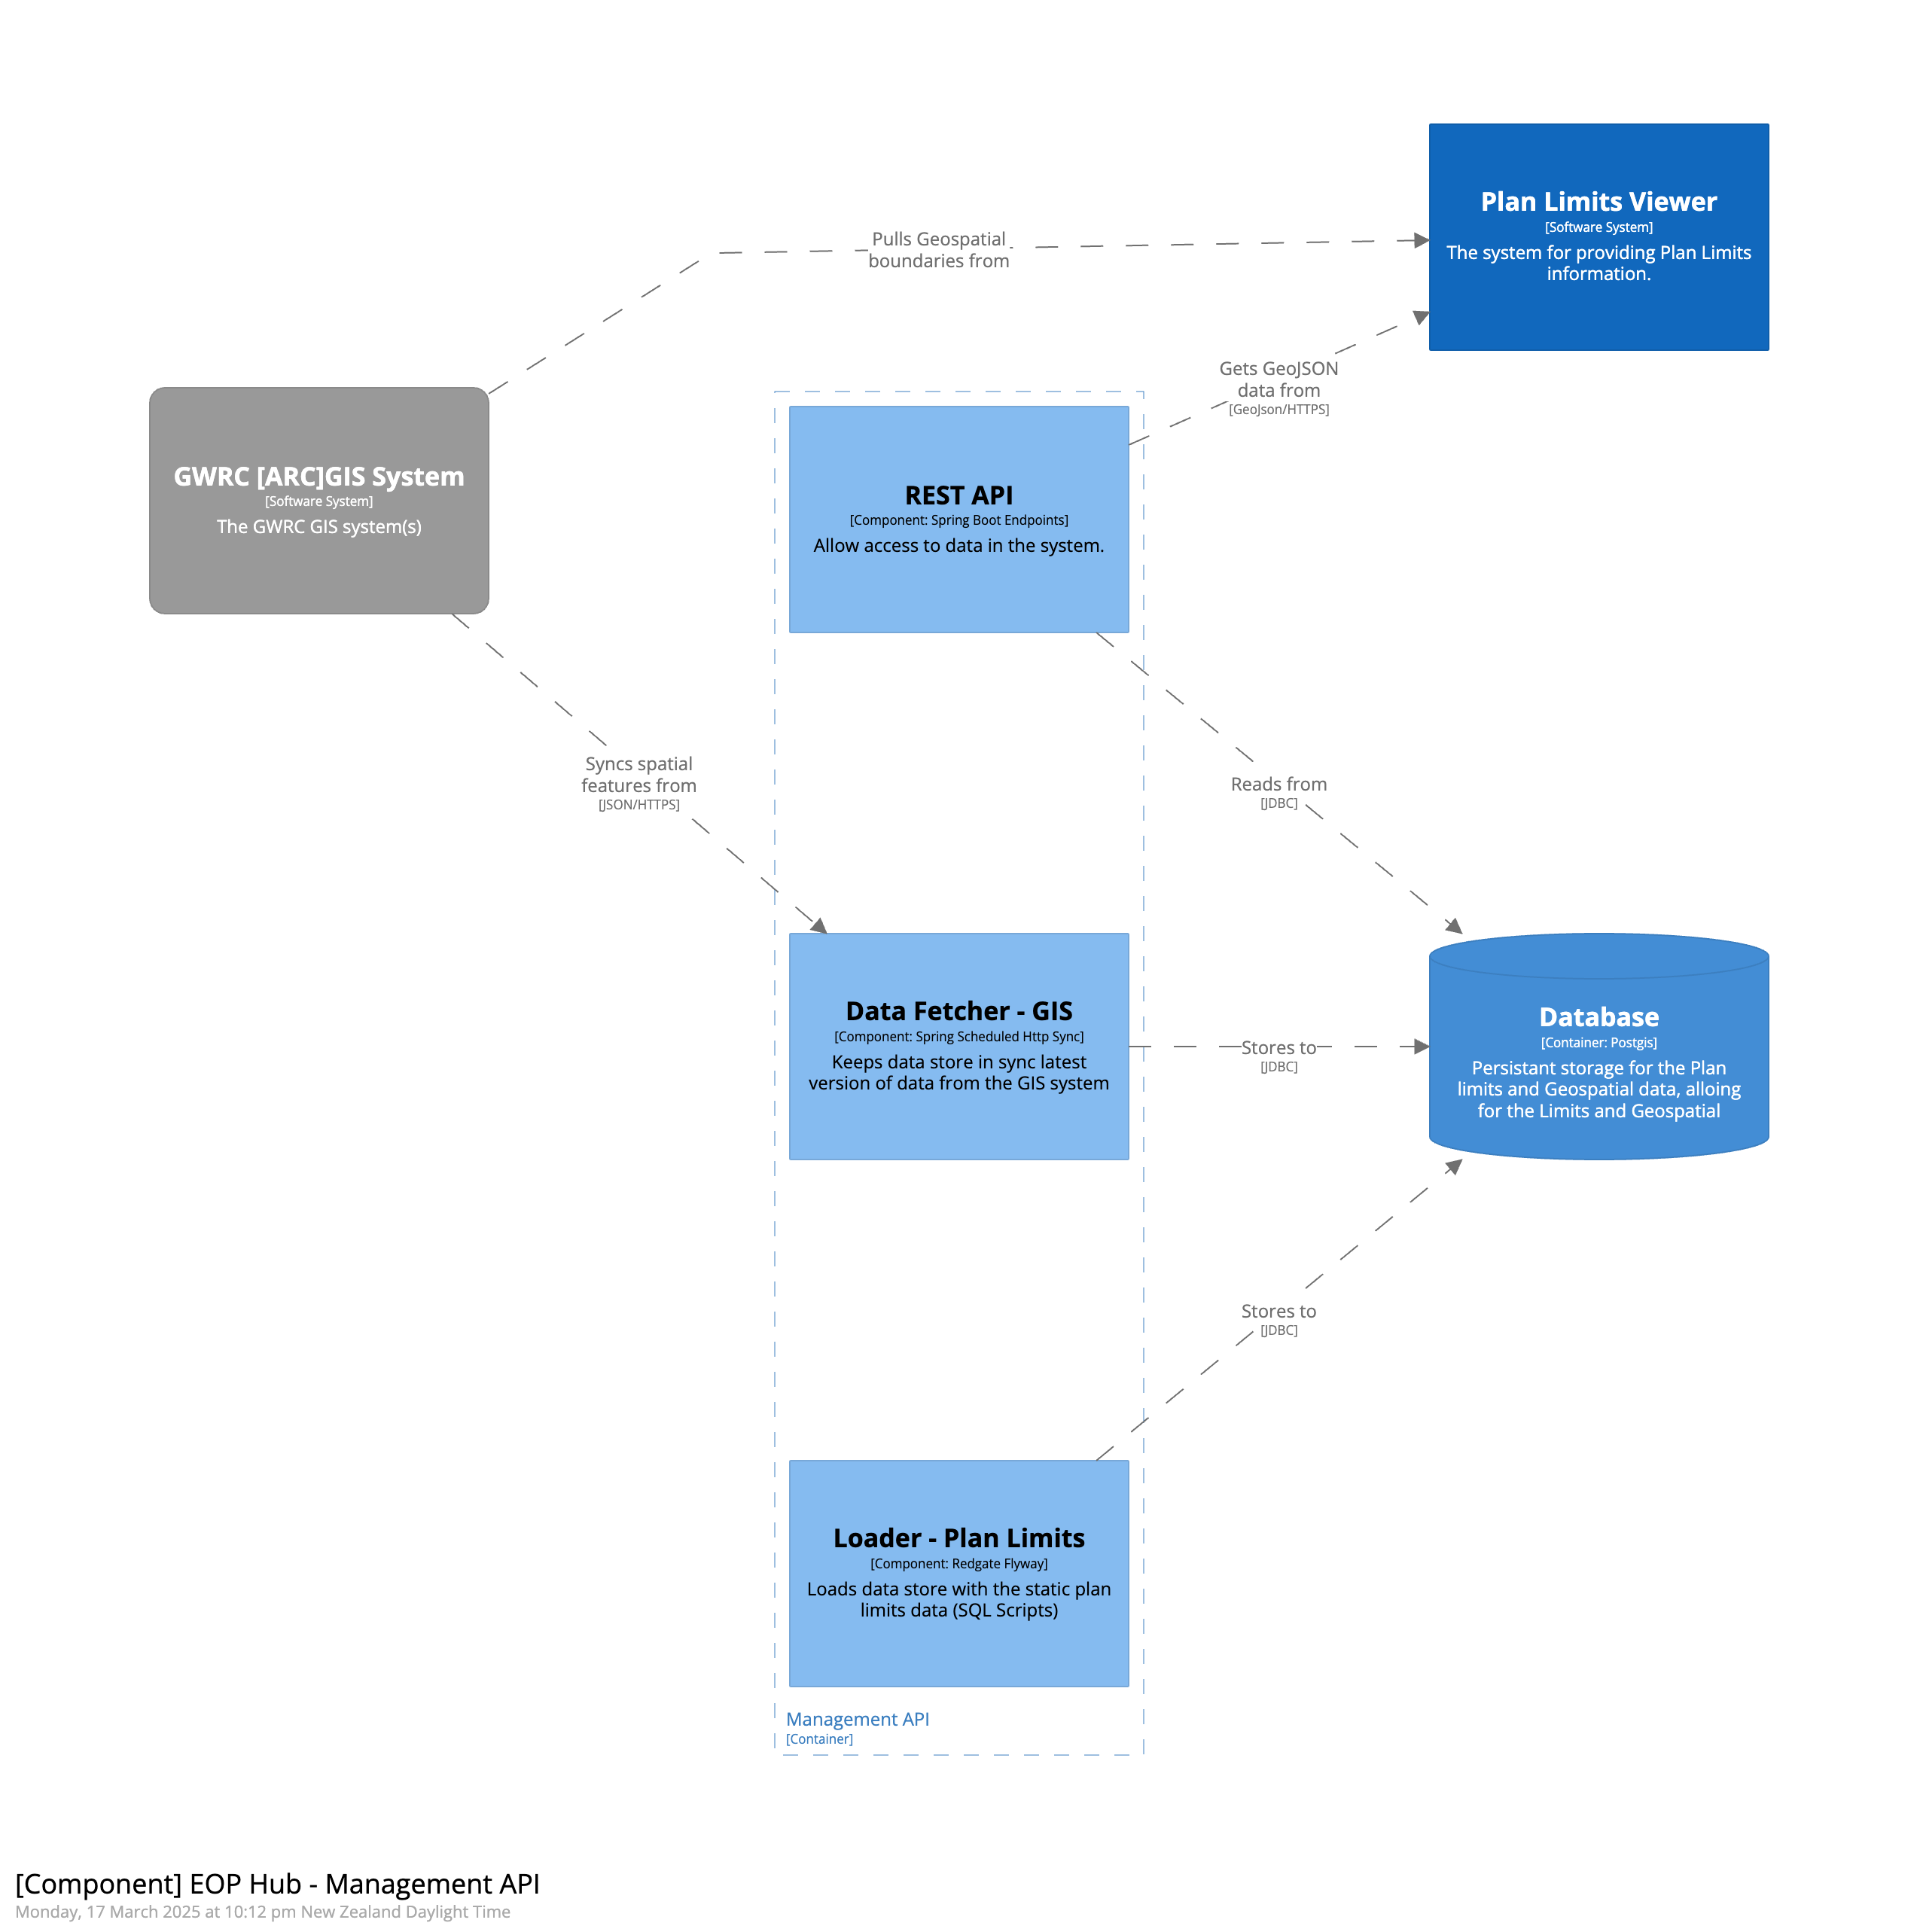 Plan Limits Viewer
[Software System]
The system for providing Plan Limits
information.
Pulls Geospatial
boundaries from
Gets GeoJSON
data from
[GeoJson/HTTPS]
GWRC [ARC]GIS System
[Software System]
The GWRC GIS system(s)
REST API
[Component: Spring Boot Endpoints]
Allow access to data in the system.
Syncs spatial
features from
[JSON/HTTPS]
Reads from
[JDBC]
Data Fetcher - GIS
[Component: Spring Scheduled Http Sync]
Keeps data store in sync latest
version of data from the GIS system
Stores to
[JDBC]
Database
[Container: Postgis]
Persistant storage for the Plan
limits and Geospatial data, alloing
for the Limits and Geospatial
Stores to
[JDBC]
Loader - Plan Limits
[Component: Redgate Flyway]
Loads data store with the static plan
limits data (SQL Scripts)
Management API
[Container]
[Component] EOP Hub - Management API
Monday, 17 March 2025 at 10:12 pm New Zealand Daylight Time